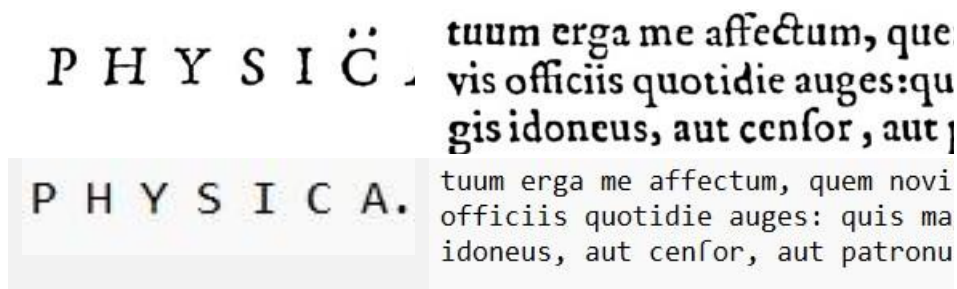 P H Y S I C̈
tuum erga me affectum, que
vis officiis quotidie auges:qu
gis idoneus, aut cenſor , aut
P H Y S I C A.
tuum erga me affectum, quem novi
officiis quotidie auges: quis ma
idoneus, aut cenſor, aut patronu